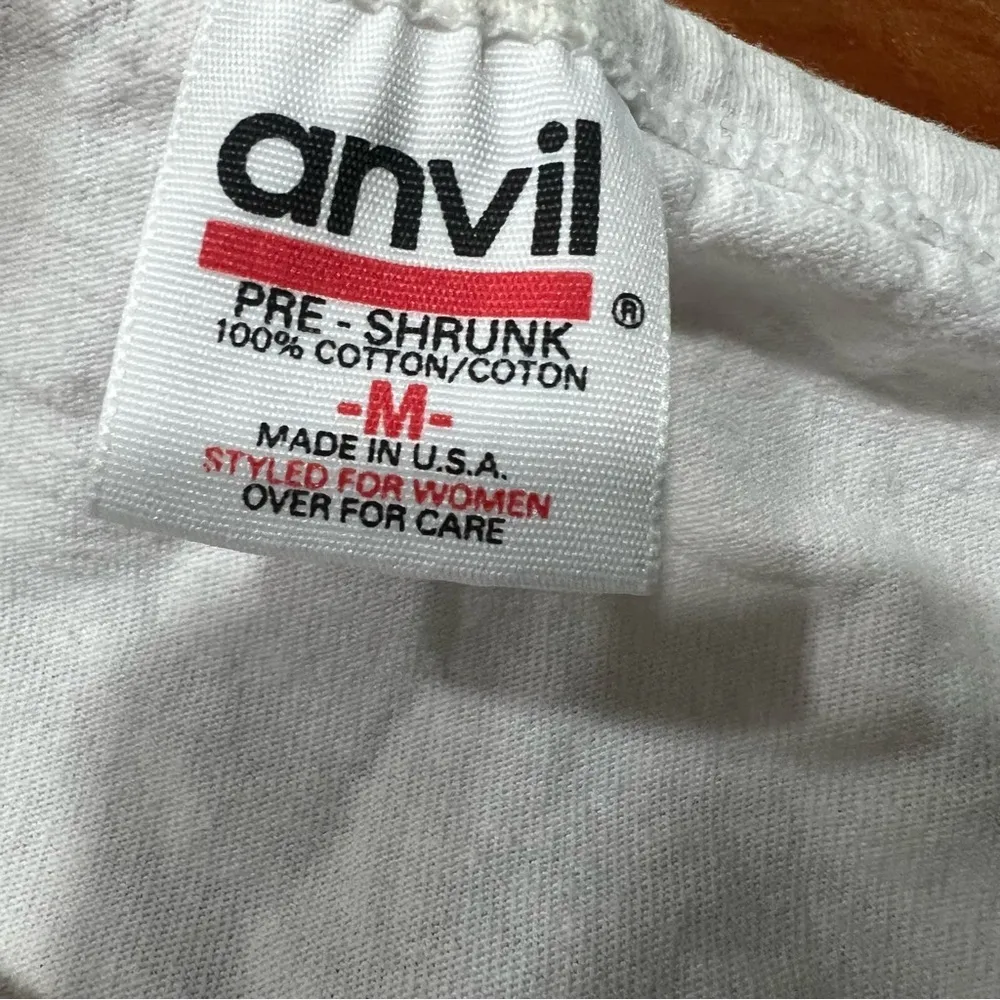 anvil
®
PRE - SHRUNK
100% COTTON/COTON
-M-
MADE IN U.S.A.
STYLED FOR WOMEN
OVER FOR CARE